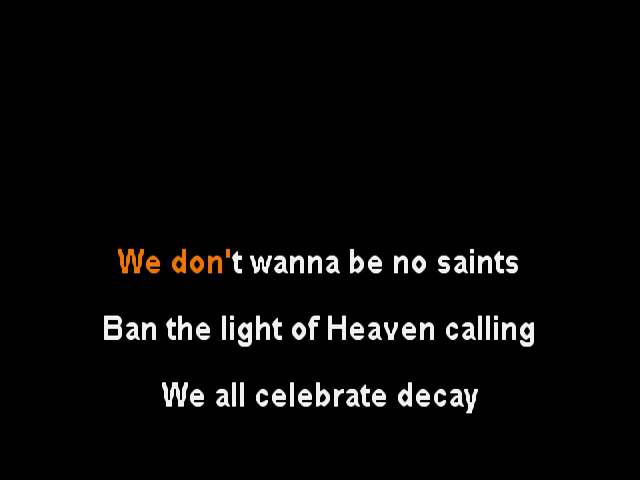 We don't wanna be no saints
Ban the light of Heaven calling
We all celebrate decay